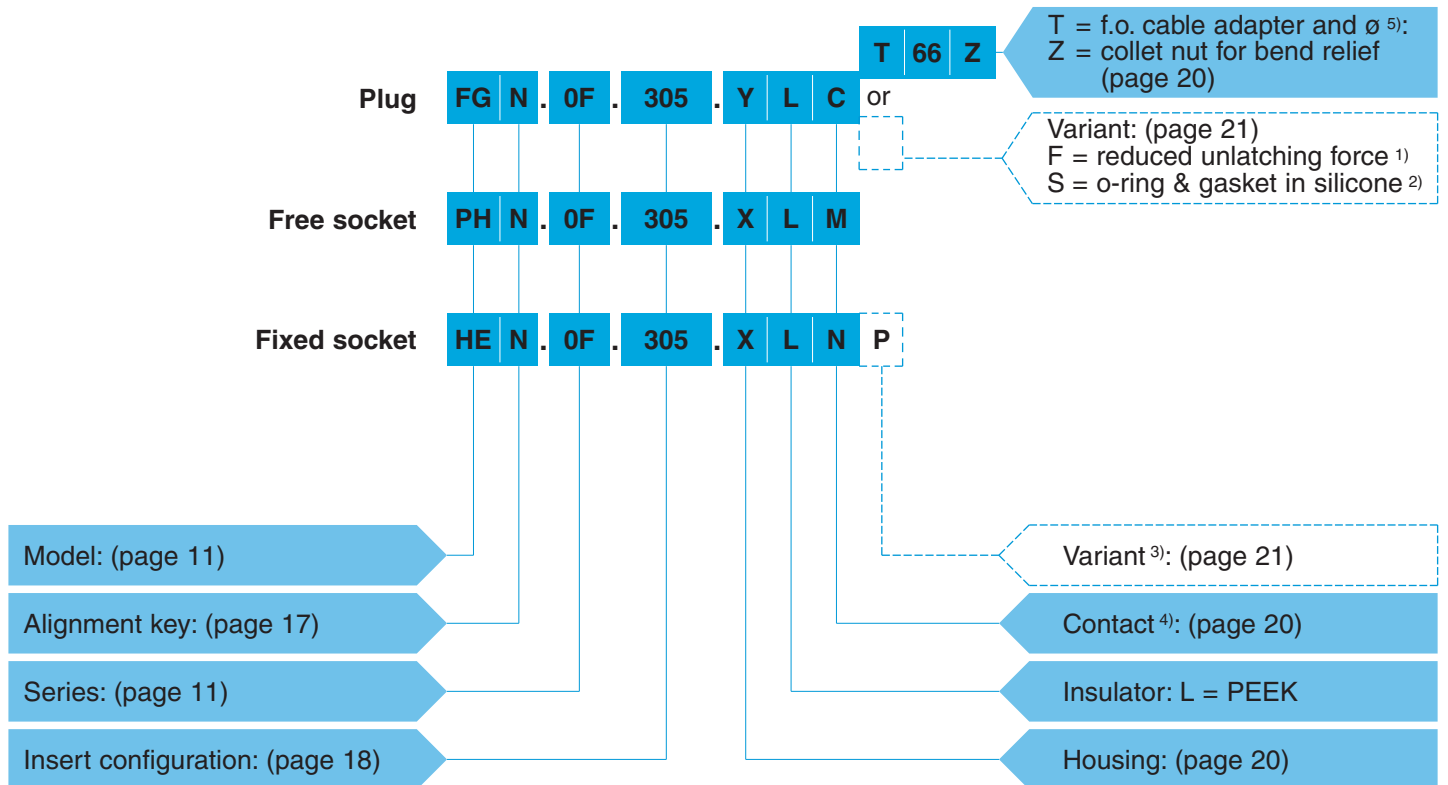 T 66 Z
T = f.o. cable adapter and ø 5):
Z = collet nut for bend relief
(page 20)
Plug FG N . 0F . 305 . Y L C or
Variant: (page 21)
F = reduced unlatching force 1)
S = o-ring & gasket in silicone 2)
Free socket PH N . 0F . 305 . X L M
Fixed socket HE N . 0F . 305 . X L N P
Model: (page 11)
Variant 3): (page 21)
Alignment key: (page 17)
Contact 4): (page 20)
Series: (page 11)
Insulator: L = PEEK
Insert configuration: (page 18)
Housing: (page 20)